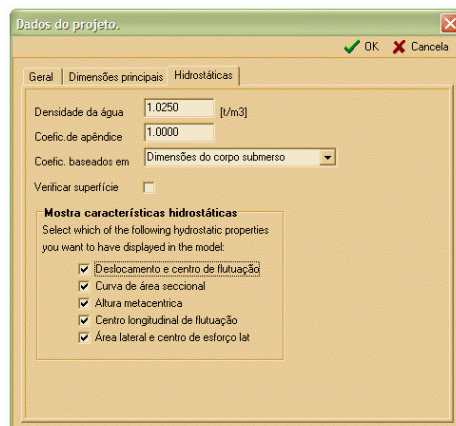 Dados do projeto.
OK Cancela
Geral Dimensões principais Hidrostáticas
Densidade da água 1.0250 [t/m3]
Coefic.de apêndice 1.0000
Coefic. baseados em Dimensões do corpo submerso
Verificar superfície
Mostra características hidrostáticas
Select which of the following hydrostatic properties
you want to have displayed in the model:
Deslocamento e centro de flutuação
Curva de área seccional
Altura metacentrica
Centro longitudinal de flutuação
Área lateral e centro de esforço lat